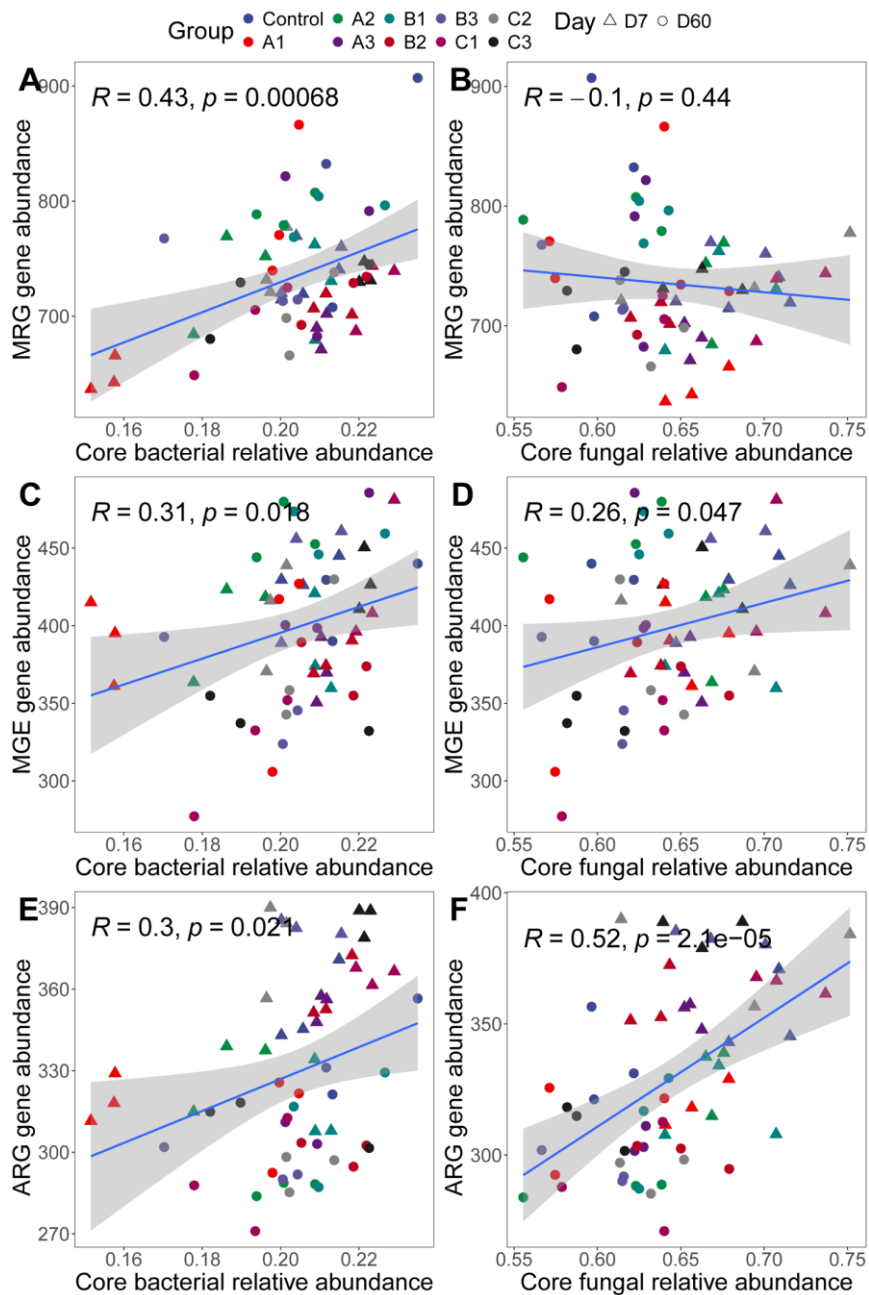 Group Control A2 B1 B3 C2 Day D7 D60
A1 A3 B2 C1 C3
A B
R = 0.43, p = 0.00068 R = −0.1, p = 0.44
MRG gene abundance MRG gene abundance
900 900
800 800
700 700
0.16 0.18 0.20 0.22 0.55 0.60 0.65 0.70 0.75
Core bacterial relative abundance Core fungal relative abundance
C D
R = 0.31, p = 0.018 R = 0.26, p = 0.047
MGE gene abundance MGE gene abundance
450 450
400 400
350 350
300 300
0.16 0.18 0.20 0.22 0.55 0.60 0.65 0.70 0.75
Core bacterial relative abundance Core fungal relative abundance
E F
R = 0.3, p = 0.021 R = 0.52, p = 2.1e−05
ARG gene abundance ARG gene abundance
390 400
360 350
330 300
300
270
0.16 0.18 0.20 0.22 0.55 0.60 0.65 0.70 0.75
Core bacterial relative abundance Core fungal relative abundance